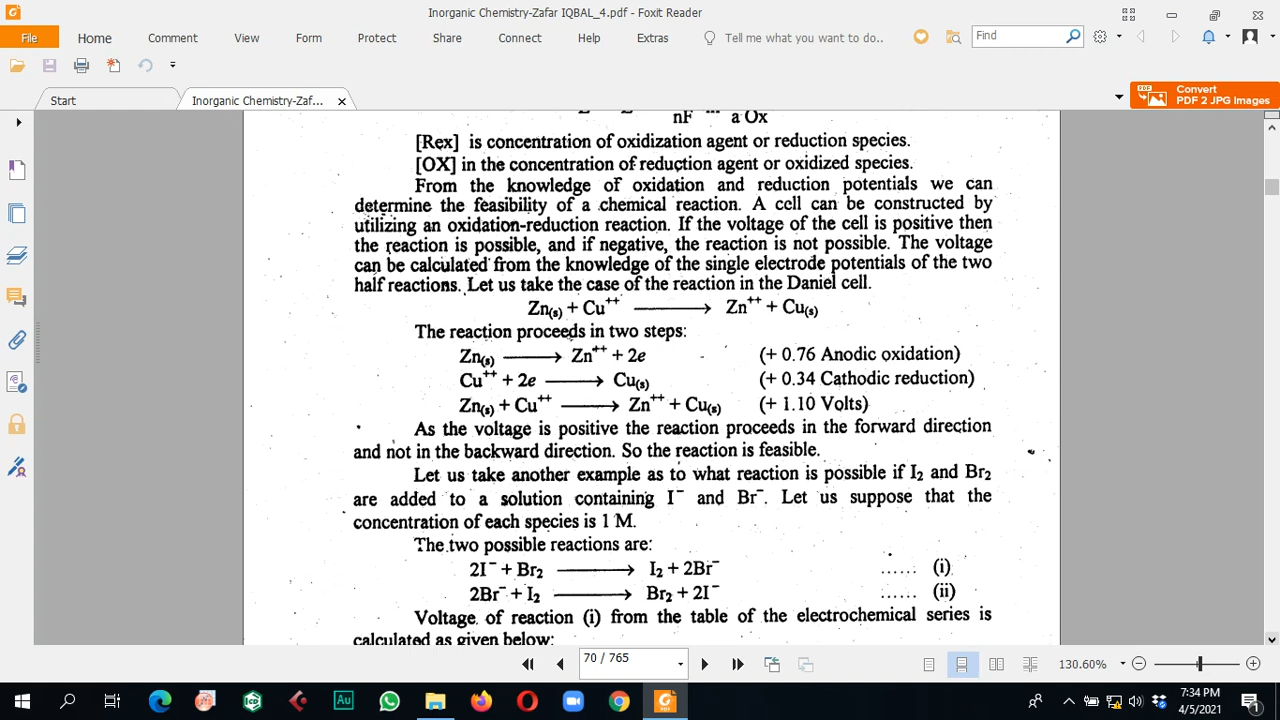 Inorganic Chemistry-Zafar IQBAL_4.pdf - Foxit Reader
File Home Comment View Form Protect Share Connect Help Extras Tell me what you want to do.. Find
Start Inorganic Chemistry-Zaf... Convert
PDF 2 JPG Images
nF a Ox
[Rex] is concentration of oxidization agent or reduction species.
[OX] in the concentration of reduction agent or oxidized species.
From the knowledge of oxidation and reduction potentials we can
determine the feasibility of a chemical reaction. A cell can be constructed by
utilizing an oxidation-reduction reaction. If the voltage of the cell is positive then
the reaction is possible, and if negative, the reaction is not possible. The voltage
can be calculated from the knowledge of the single electrode potentials of the two
half reactions. Let us take the case of the reaction in the Daniel cell.
Zn(s) + Cu++ ⟶ Zn++ + Cu(s)
The reaction proceeds in two steps:
Zn(s) ⟶ Zn++ + 2e (+ 0.76 Anodic oxidation)
Cu++ + 2e ⟶ Cu(s) (+ 0.34 Cathodic reduction)
Zn(s) + Cu++ ⟶ Zn++ + Cu(s) (+ 1.10 Volts)
As the voltage is positive the reaction proceeds in the forward direction
and not in the backward direction. So the reaction is feasible.
Let us take another example as to what reaction is possible if I₂ and Br₂
are added to a solution containing I⁻ and Br⁻. Let us suppose that the
concentration of each species is 1 M.
The two possible reactions are:
2I⁻ + Br₂ ⟶ I₂ + 2Br⁻ ...... (i)
2Br⁻ + I₂ ⟶ Br₂ + 2I⁻ ...... (ii)
Voltage of reaction (i) from the table of the electrochemical series is
calculated as given below:
70 / 765 130.60%
7:34 PM
4/5/2021